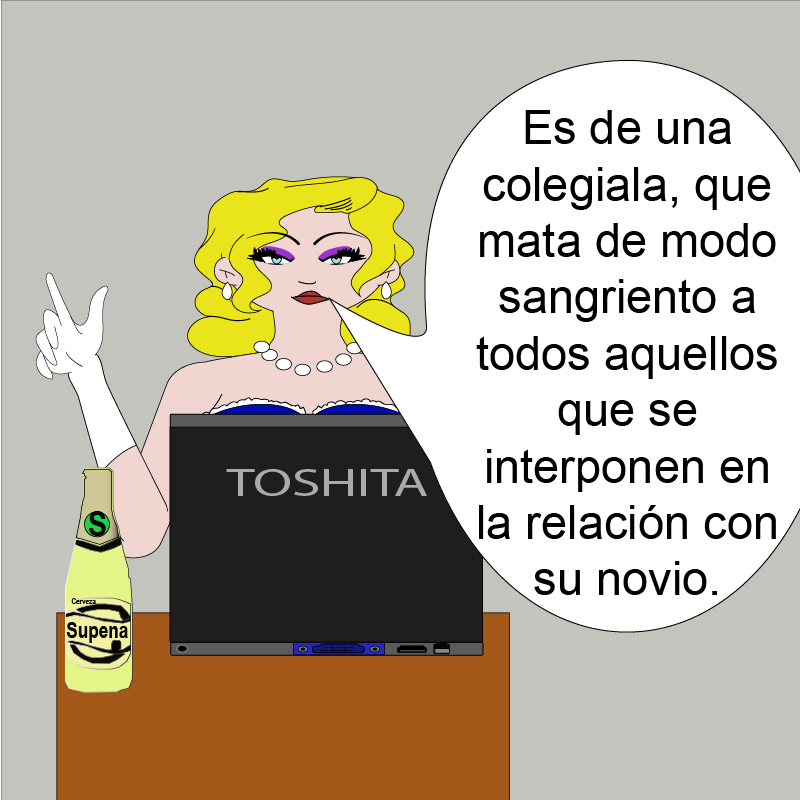 Es de una
colegiala, que
mata de modo
sangriento a
todos aquellos
que se
interponen en
la relación con
su novio.
TOSHITA
S
Cerveza
Supena